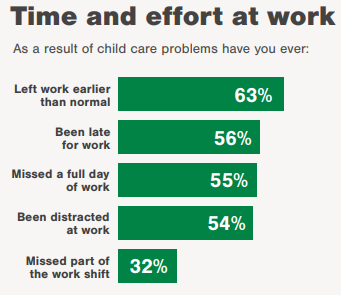 Time and effort at work
As a result of child care problems have you ever:
Left work earlier
than normal
63%
Been late
for work
56%
Missed a full day
of work
55%
Been distracted
at work
54%
Missed part of
the work shift
32%